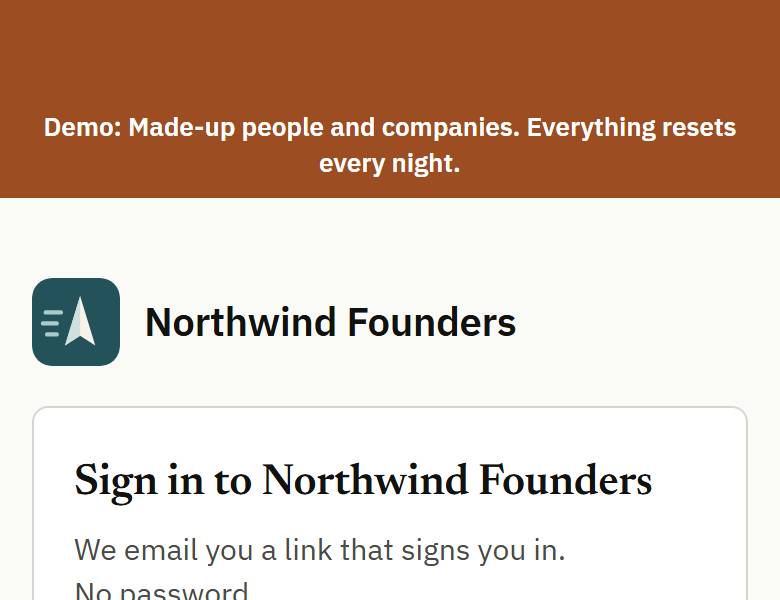 Demo: Made-up people and companies. Everything resets
every night.
Northwind Founders
Sign in to Northwind Founders
We email you a link that signs you in.
No password